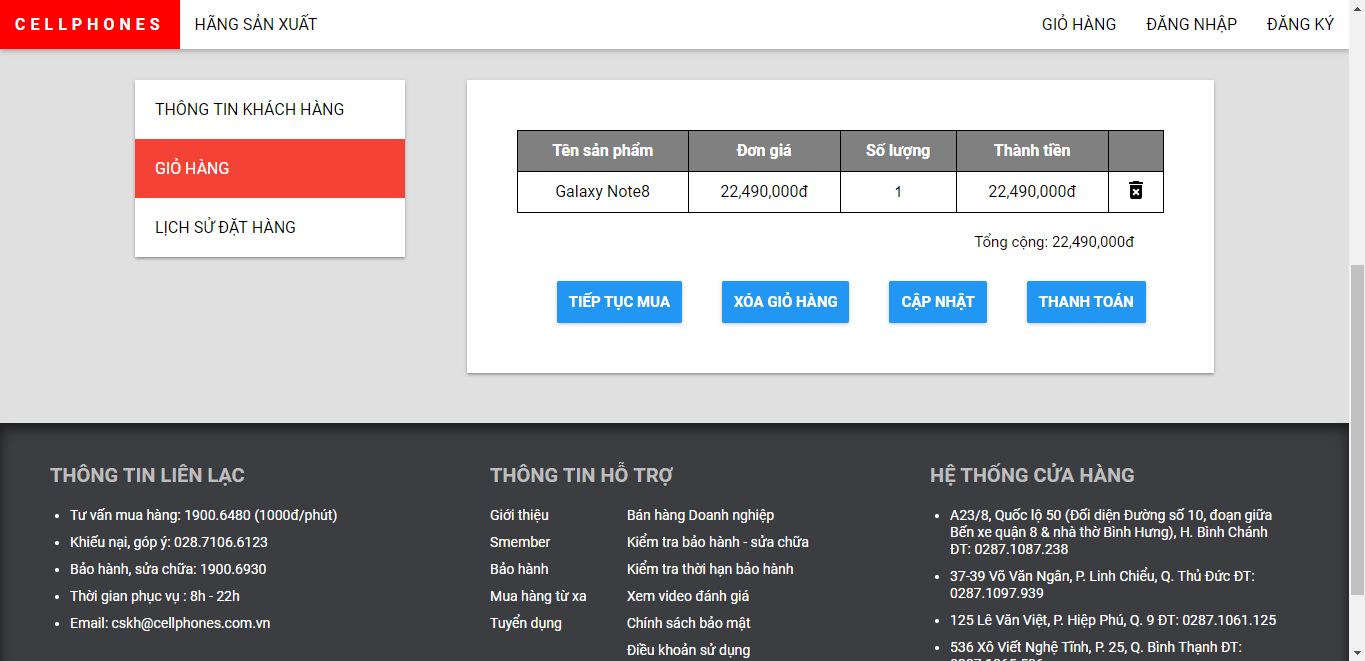 CELLPHONES HÃNG SẢN XUẤT GIỎ HÀNG ĐĂNG NHẬP ĐĂNG KÝ
THÔNG TIN KHÁCH HÀNG
GIỎ HÀNG
LỊCH SỬ ĐẶT HÀNG
Tên sản phẩm Đơn giá Số lượng Thành tiền
Galaxy Note8 22,490,000đ 1 22,490,000đ
Tổng cộng: 22,490,000đ
TIẾP TỤC MUA XÓA GIỎ HÀNG CẬP NHẬT THANH TOÁN
THÔNG TIN LIÊN LẠC
Tư vấn mua hàng: 1900.6480 (1000đ/phút)
Khiếu nại, góp ý: 028.7106.6123
Bảo hành, sửa chữa: 1900.6930
Thời gian phục vụ : 8h - 22h
Email: cskh@cellphones.com.vn
THÔNG TIN HỖ TRỢ
Giới thiệu
Smember
Bảo hành
Mua hàng từ xa
Tuyển dụng
Bán hàng Doanh nghiệp
Kiểm tra bảo hành - sửa chữa
Kiểm tra thời hạn bảo hành
Xem video đánh giá
Chính sách bảo mật
Điều khoản sử dụng
HỆ THỐNG CỬA HÀNG
A23/8, Quốc lộ 50 (Đối diện Đường số 10, đoạn giữa
Bến xe quận 8 & nhà thờ Bình Hưng), H. Bình Chánh
ĐT: 0287.1087.238
37-39 Võ Văn Ngân, P. Linh Chiểu, Q. Thủ Đức ĐT:
0287.1097.939
125 Lê Văn Việt, P. Hiệp Phú, Q. 9 ĐT: 0287.1061.125
536 Xô Viết Nghệ Tĩnh, P. 25, Q. Bình Thạnh ĐT: